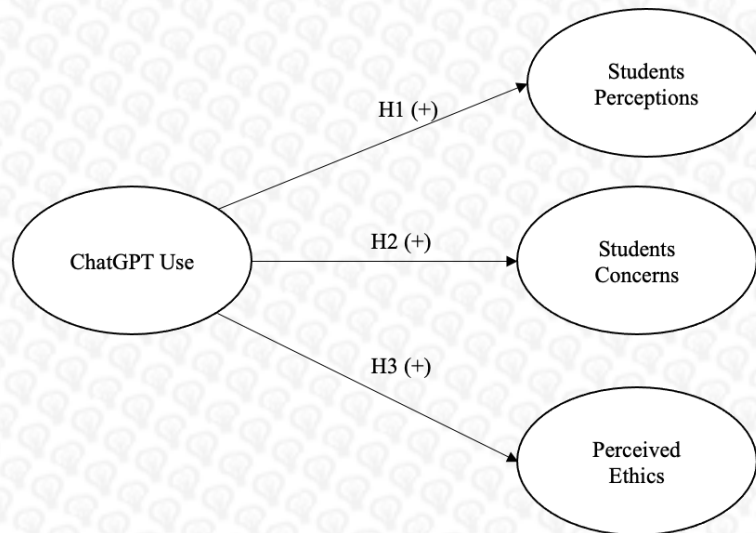 Students
Perceptions
H1 (+)
ChatGPT Use
H2 (+)
Students
Concerns
H3 (+)
Perceived
Ethics